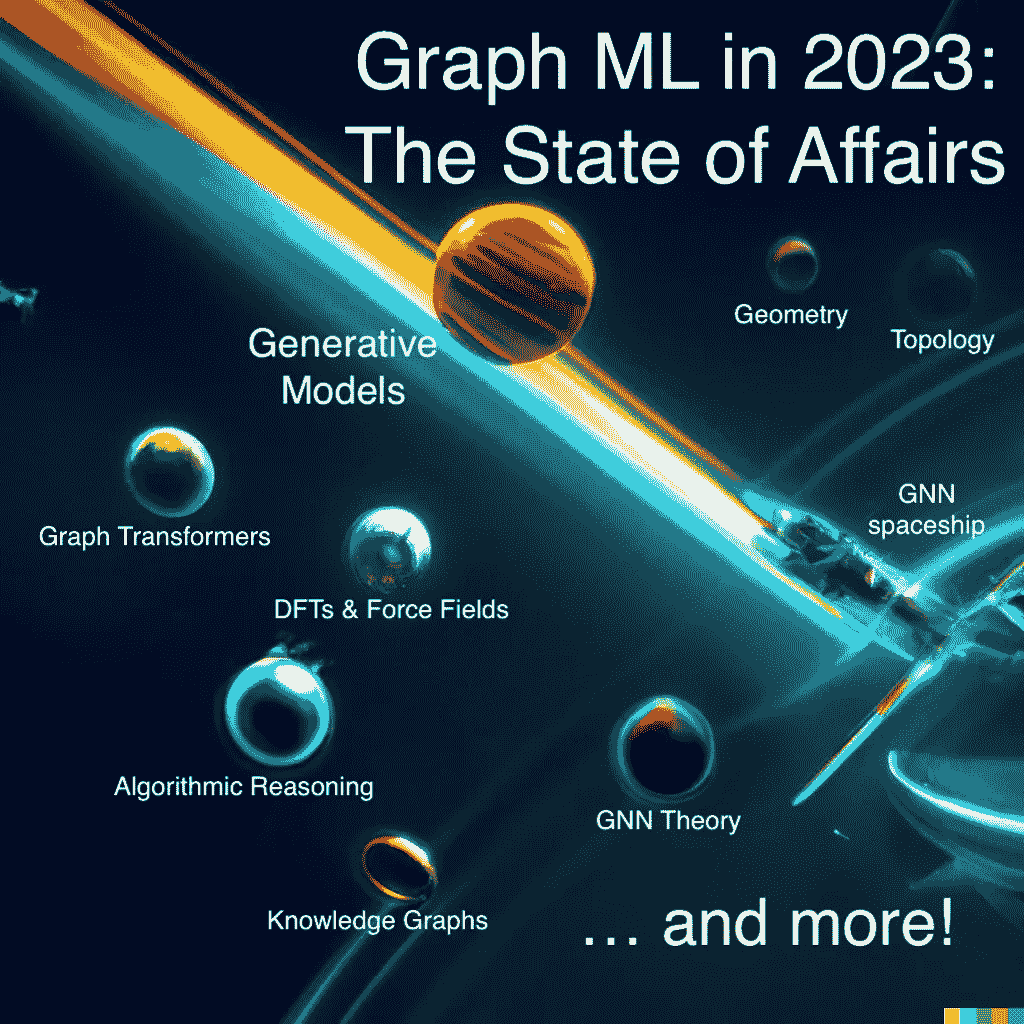 Graph ML in 2023:
The State of Affairs
Geometry
Topology
Generative
Models
GNN
spaceship
Graph Transformers
DFTs & Force Fields
Algorithmic Reasoning
GNN Theory
Knowledge Graphs
... and more!